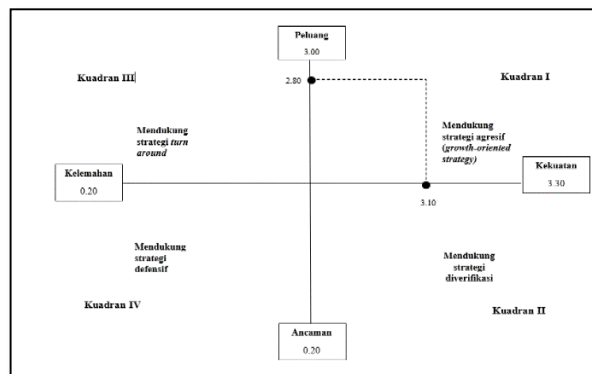 Peluang
3.00
Kuadran III
Kuadran I
2.80
Mendukung
strategi turn
around
Mendukung
strategi agresif
(growth-oriented
strategy)
Kelemahan
0.20
Kekuatan
3.30
3.10
Mendukung
strategi
defensif
Mendukung
strategi
diverifikasi
Kuadran IV
Kuadran II
Ancaman
0.20